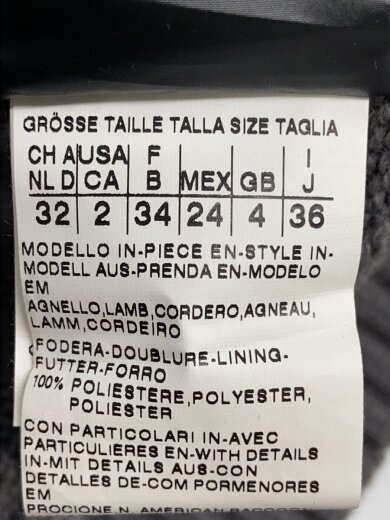 GRÖSSE TAILLE TALLA SIZE TAGLIA
CH A USA F I
NL D CA B MEX GB J
32 2 34 24 4 36
MODELLO IN-PIECE EN-STYLE IN-
MODELL AUS-PRENDA EN-MODELO
EM
AGNELLO,LAMB,CORDERO,AGNEAU,
LAMM,CORDEIRO
FODERA-DOUBLURE-LINING-
FUTTER-FORRO
100% POLIESTERE,POLYESTER,
POLIESTER
CON PARTICOLARI IN-AVEC
PARTICULIERES EN-WITH DETAILS
IN-MIT DETAILS AUS-CON
DETALLES DE-COM PORMENORES
EM
PROCIONE,N. AMERICAN RACCOON